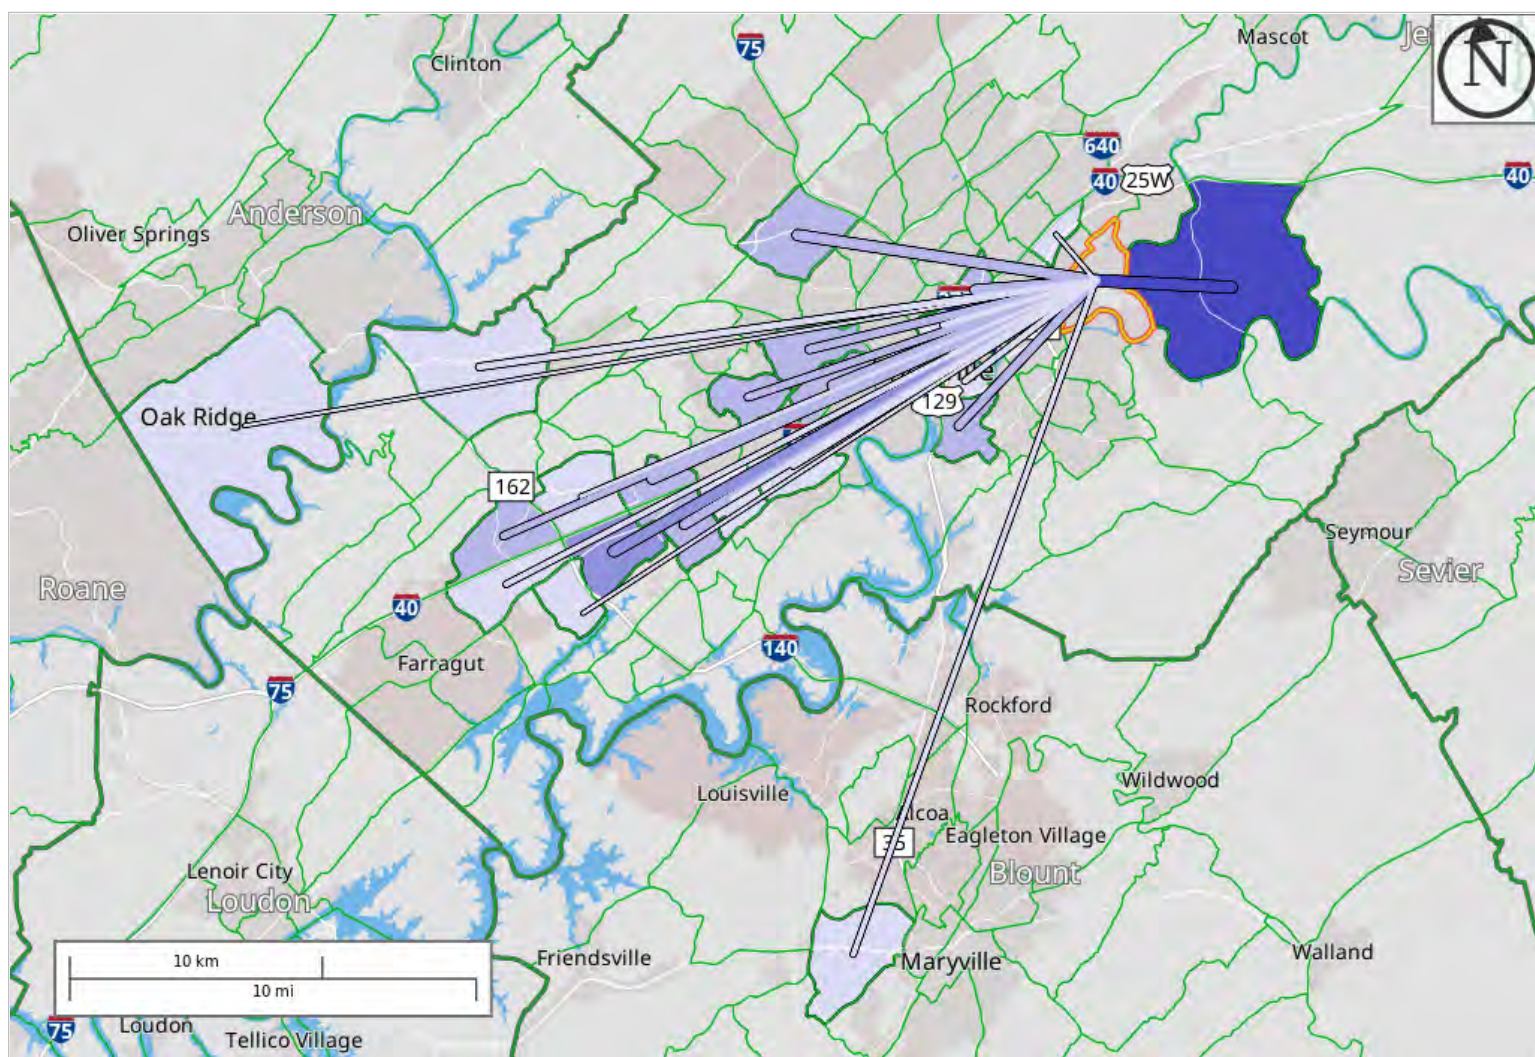 Clinton
75
Mascot
N
640
40
25W
40
Anderson
Oliver Springs
Oak Ridge
129
162
Seymour
Sevier
Roane
40
Farragut
140
75
Rockford
Wildwood
Louisville
Alcoa
35
Eagleton Village
Blount
Lenoir City
Loudon
Friendsville
Maryville
Walland
10 km
10 mi
75
Loudon
Tellico Village